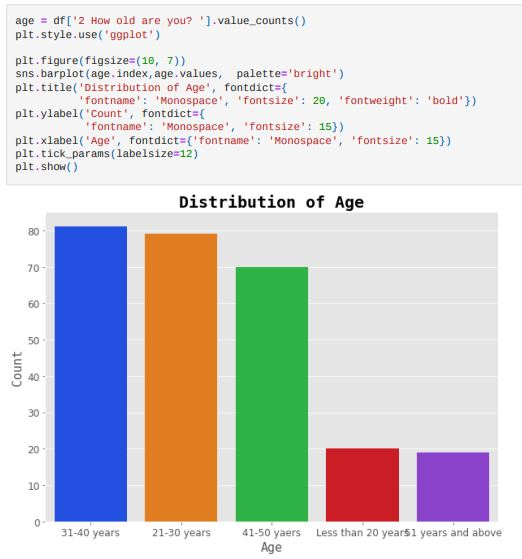 age = df['2 How old are you? '].value_counts()
plt.style.use('ggplot')
plt.figure(figsize=(10, 7))
sns.barplot(age.index,age.values,  palette='bright')
plt.title('Distribution of Age', fontdict={
'fontname': 'Monospace', 'fontsize': 20, 'fontweight': 'bold'})
plt.ylabel('Count', fontdict={
'fontname': 'Monospace', 'fontsize': 15})
plt.xlabel('Age', fontdict={'fontname': 'Monospace', 'fontsize': 15})
plt.tick_params(labelsize=12)
plt.show()
Distribution of Age
80
70
60
50
40
30
20
10
0
Count
31-40 years
21-30 years
41-50 yaers
Less than 20 years
51 years and above
Age